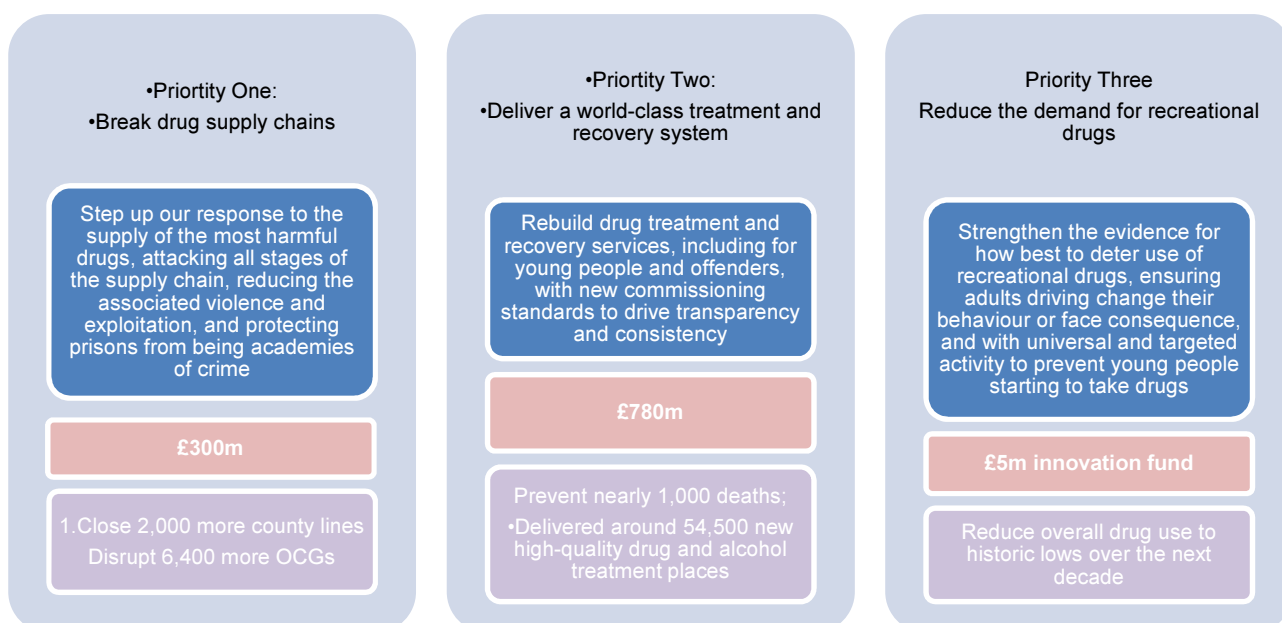 •Priortity One:
•Break drug supply chains
Step up our response to the
supply of the most harmful
drugs, attacking all stages of
the supply chain, reducing the
associated violence and
exploitation, and protecting
prisons from being academies
of crime
£300m
1.Close 2,000 more county lines
Disrupt 6,400 more OCGs
•Priortity Two:
•Deliver a world-class treatment and
recovery system
Rebuild drug treatment and
recovery services, including for
young people and offenders,
with new commissioning
standards to drive transparency
and consistency
£780m
Prevent nearly 1,000 deaths;
•Delivered around 54,500 new
high-quality drug and alcohol
treatment places
Priority Three
Reduce the demand for recreational
drugs
Strengthen the evidence for
how best to deter use of
recreational drugs, ensuring
adults driving change their
behaviour or face consequence,
and with universal and targeted
activity to prevent young people
starting to take drugs
£5m innovation fund
Reduce overall drug use to
historic lows over the next
decade